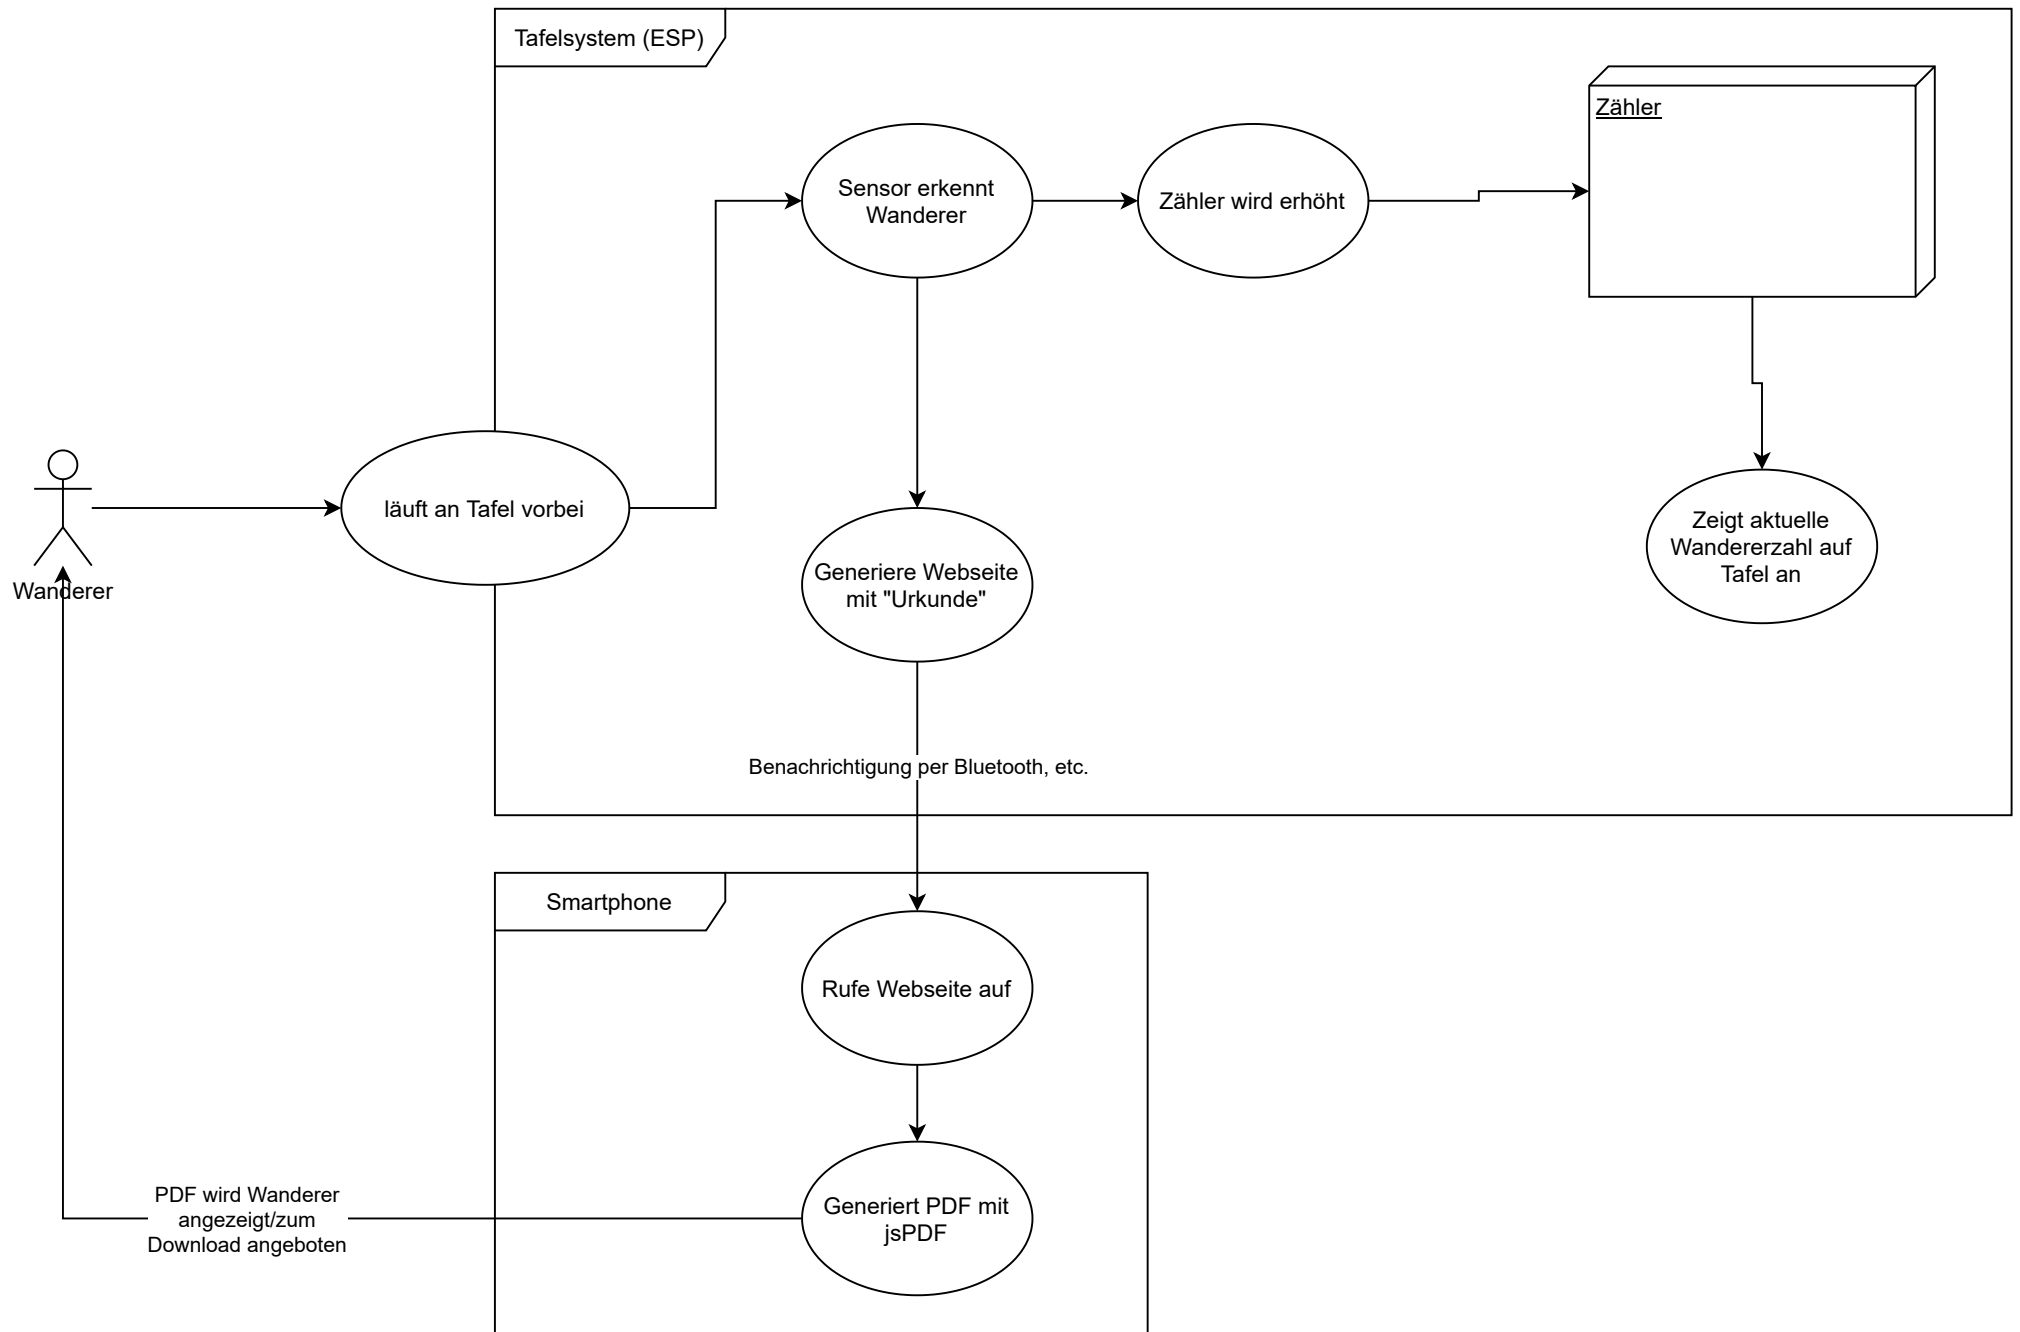 Tafelsystem (ESP)
Zähler
Sensor erkennt
Wanderer
Zähler wird erhöht
läuft an Tafel vorbei
Wanderer
Zeigt aktuelle
Wandererzahl auf
Tafel an
Generiere Webseite
mit "Urkunde"
Benachrichtigung per Bluetooth, etc.
Smartphone
Rufe Webseite auf
Generiert PDF mit
jsPDF
PDF wird Wanderer
angezeigt/zum
Download angeboten